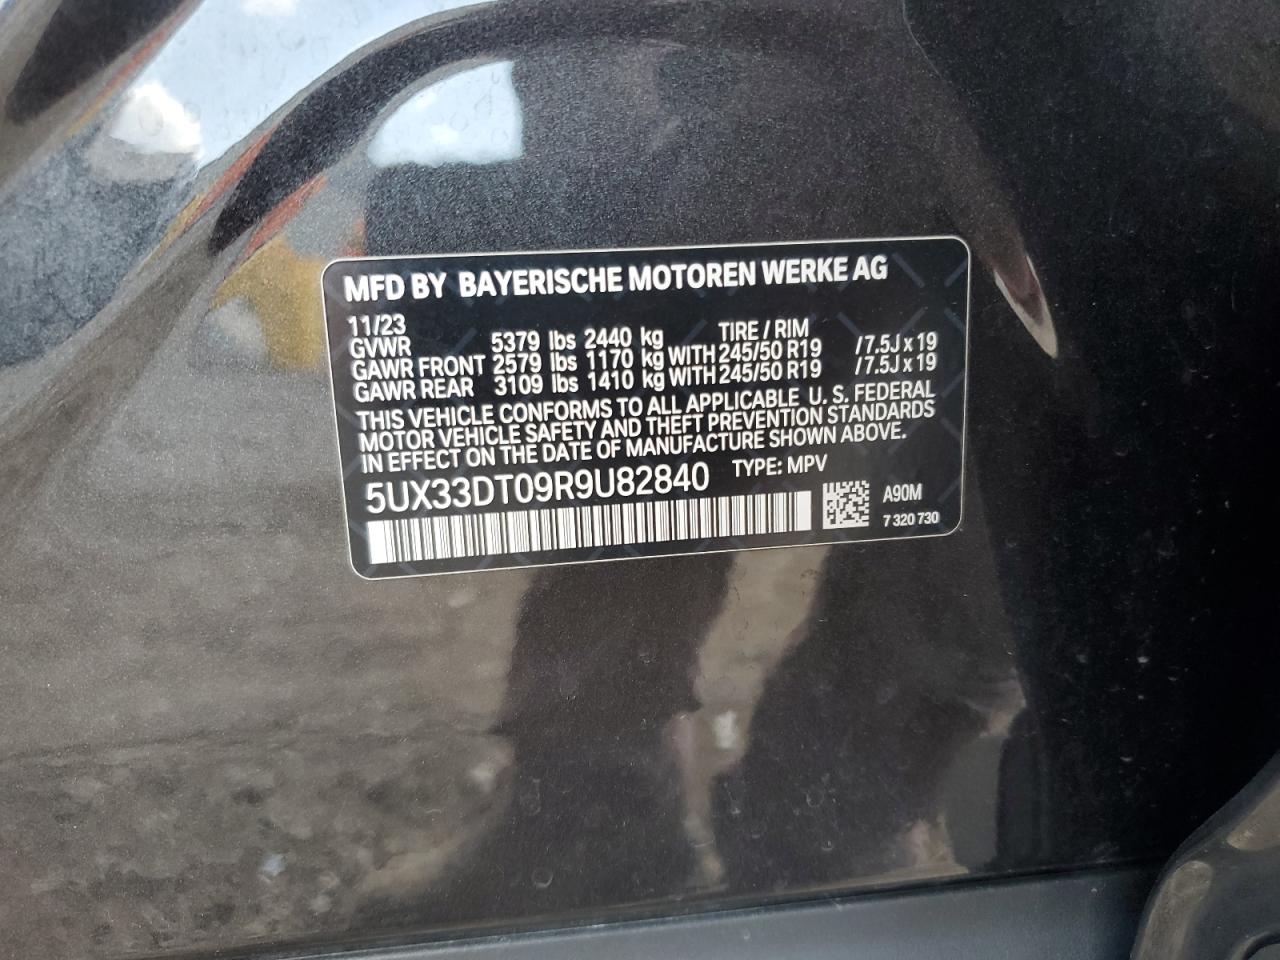 MFD BY BAYERISCHE MOTOREN WERKE AG
11/23
GVWR 5379 lbs 2440 kg TIRE / RIM
GAWR FRONT 2579 lbs 1170 kg WITH 245/50 R19 /7.5J x 19
GAWR REAR 3109 lbs 1410 kg WITH 245/50 R19 /7.5J x 19
THIS VEHICLE CONFORMS TO ALL APPLICABLE U. S. FEDERAL
MOTOR VEHICLE SAFETY AND THEFT PREVENTION STANDARDS
IN EFFECT ON THE DATE OF MANUFACTURE SHOWN ABOVE.
5UX33DT09R9U82840 TYPE: MPV
A90M
7 320 730